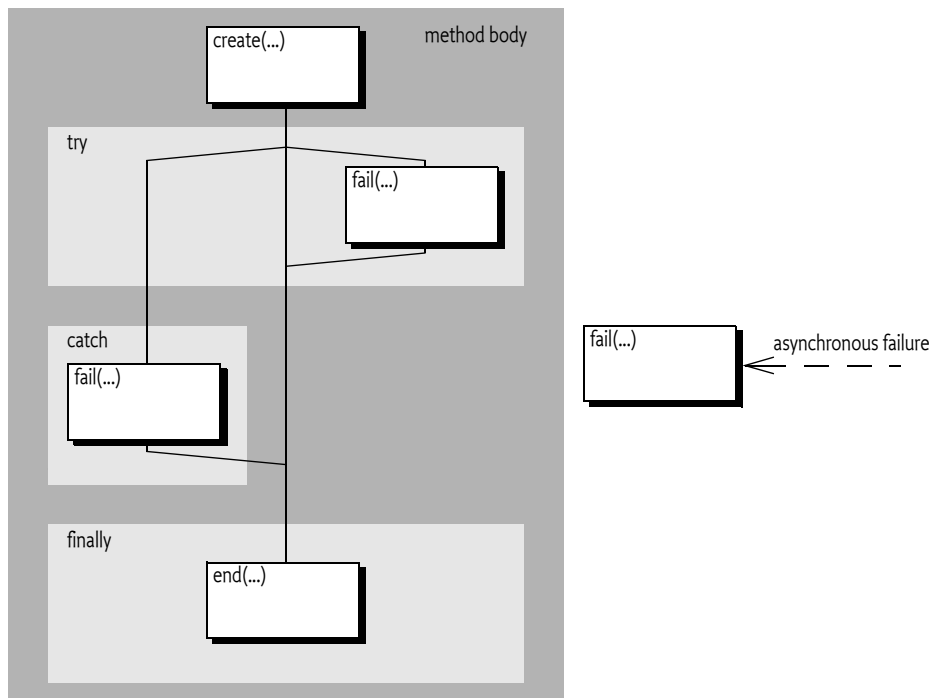 create(...)
method body
try
fail(...)
catch
fail(...)
fail(...)
asynchronous failure
finally
end(...)